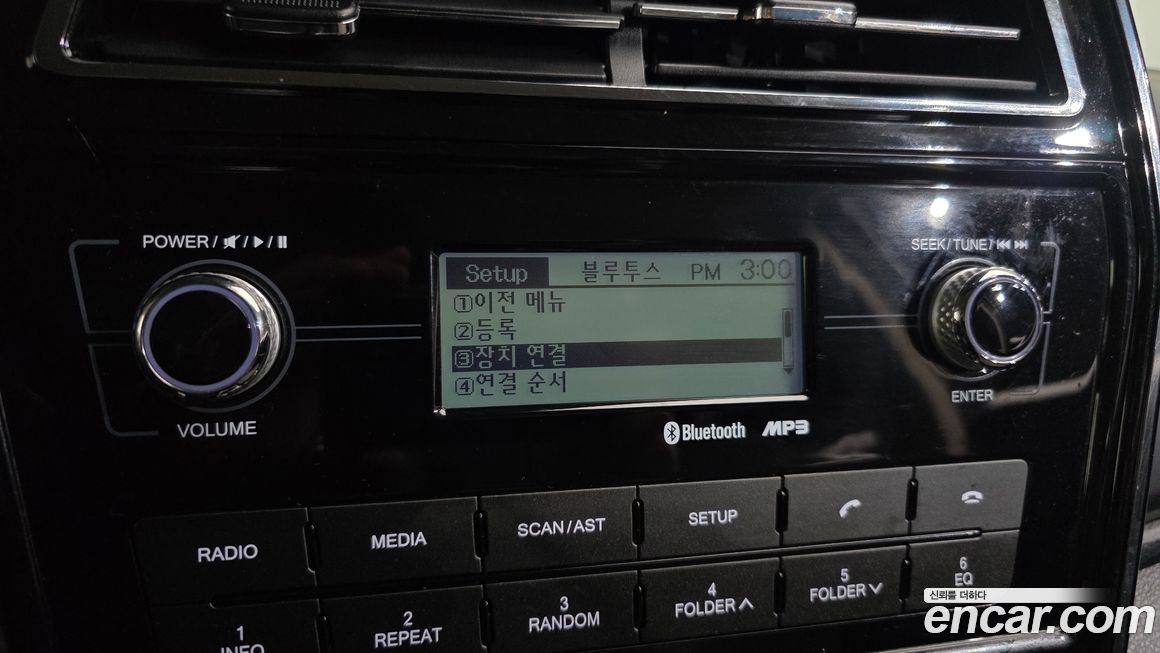 POWER /
SEEK/TUNE/
Setup 블루투스 PM 3:00
①이전 메뉴
②등록
③장치 연결
④연결 순서
VOLUME
ENTER
Bluetooth MP3
RADIO MEDIA SCAN/AST SETUP
1 INFO
2 REPEAT
3 RANDOM
4 FOLDER
5 FOLDER
6 EQ
신뢰를 더하다
encar.com